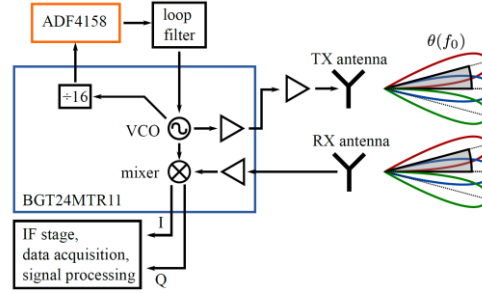 ADF4158
loop
filter
θ(f₀)
TX antenna
÷16
VCO
RX antenna
mixer
BGT24MTR11
I
IF stage,
data acquisition,
signal processing
Q